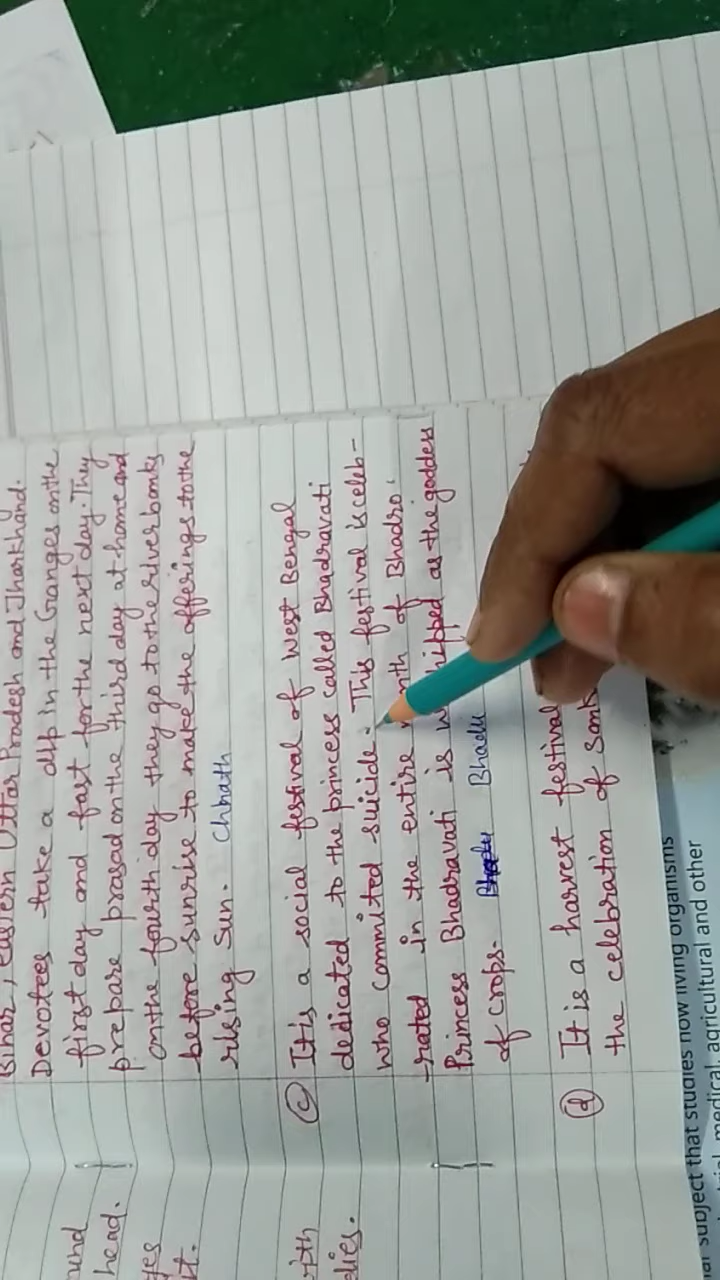 Bihar, eastern Uttar Pradesh and Jharkhand.
Devotees take a dip in the Ganges on the
first day and fast for the next day. They
prepare prasad on the third day at home and
on the fourth day they go to the river banks
before sunrise to make the offerings to the
rising Sun. Chhath
(c) It is a social festival of West Bengal
dedicated to the princess called Bhadravati
who commited suicide. This festival is celeb-
-rated in the entire of Bhadro.
Princess Bhadravati is as the goddess
of crops- Bhadu
(d) It is a harvest festival
the celebration of
head.
it.
dies.
subject that studies how living organisms
medical, agricultural and other